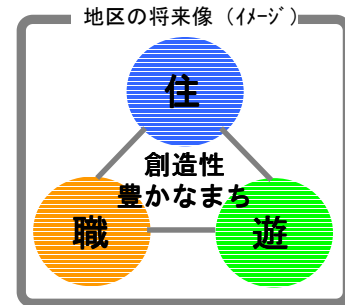 地区の将来像（ｲﾒｰｼﾞ）
住
創造性
豊かなまち
職
遊